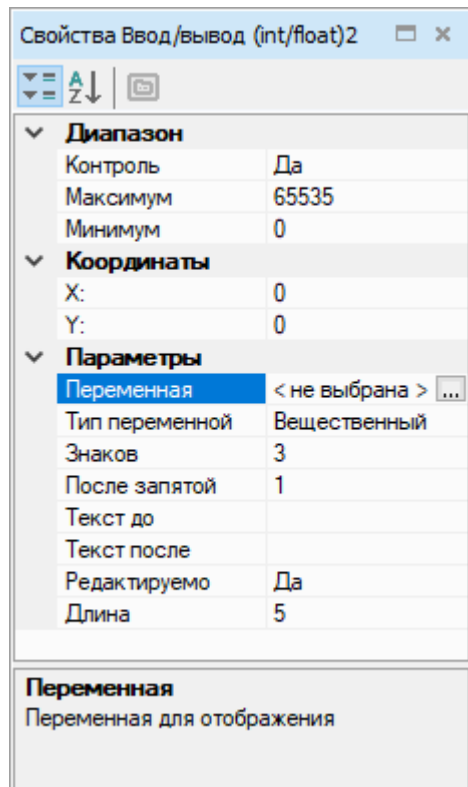 Свойства Ввод/вывод (int/float)2
Диапазон
Контроль Да
Максимум 65535
Минимум 0
Координаты
X: 0
Y: 0
Параметры
Переменная < не выбрана > ...
Тип переменной Вещественный
Знаков 3
После запятой 1
Текст до
Текст после
Редактируемо Да
Длина 5
Переменная
Переменная для отображения